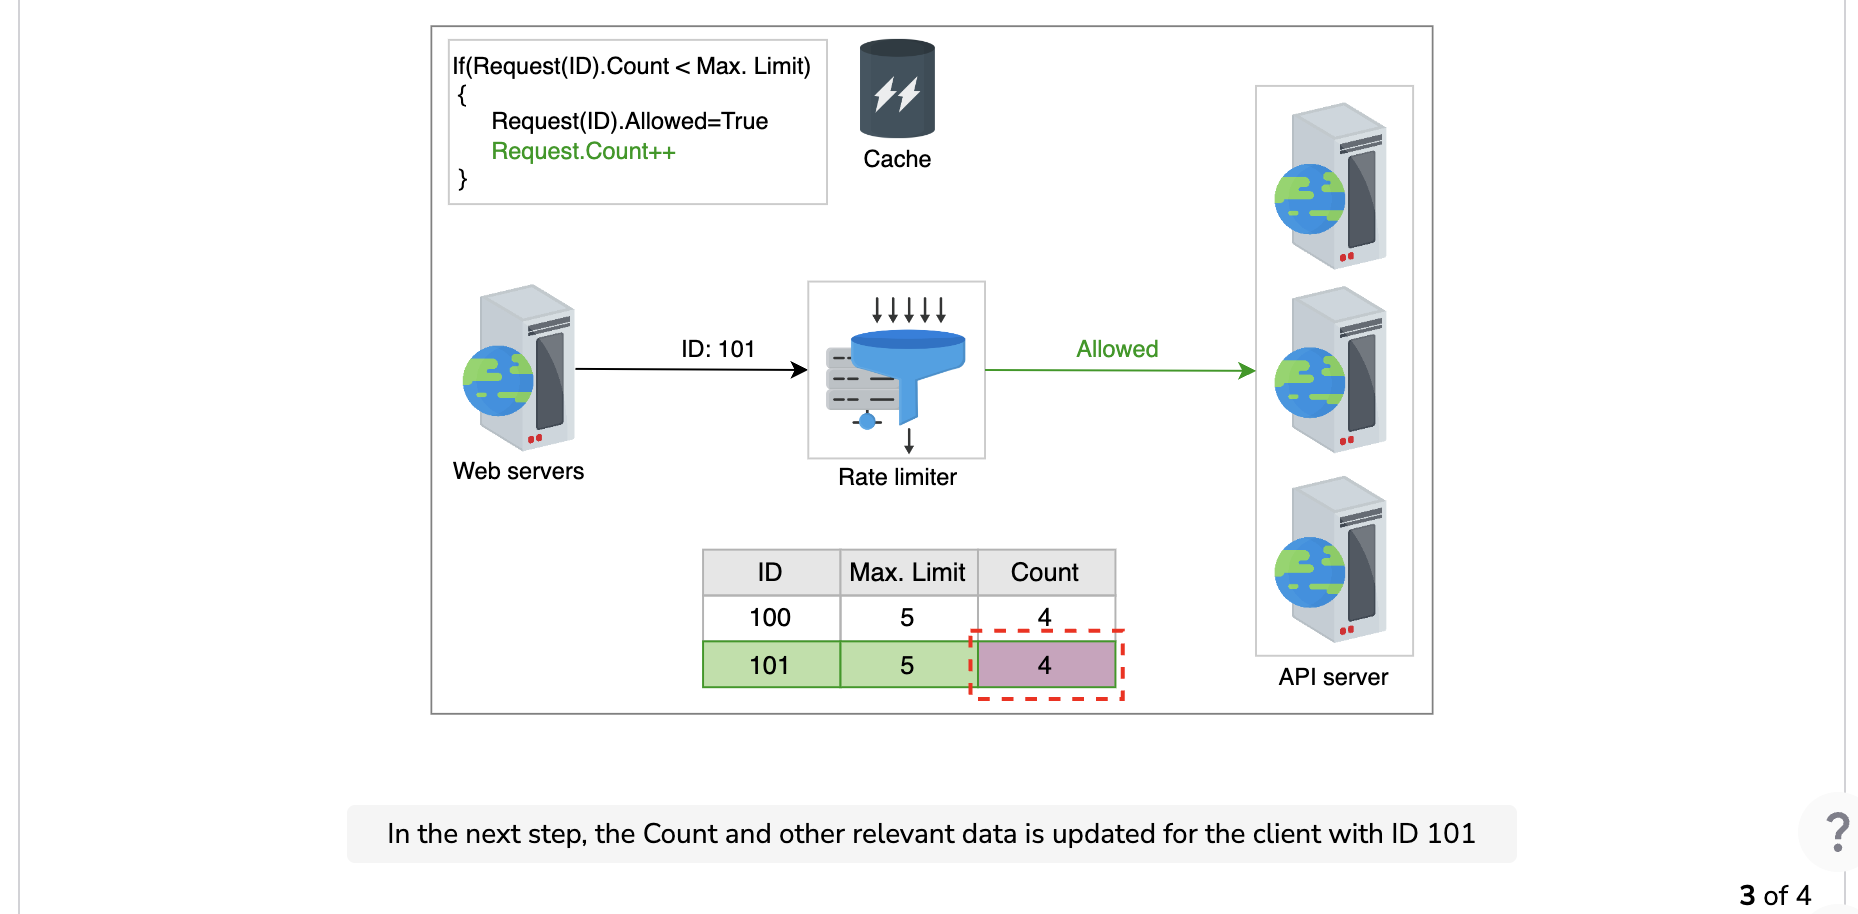 If(Request(ID).Count < Max. Limit)
{
Request(ID).Allowed=True
Request.Count++
}
Cache
ID: 101
Allowed
Web servers
Rate limiter
ID Max. Limit Count
100 5 4
101 5 4
API server
In the next step, the Count and other relevant data is updated for the client with ID 101
?
3 of 4